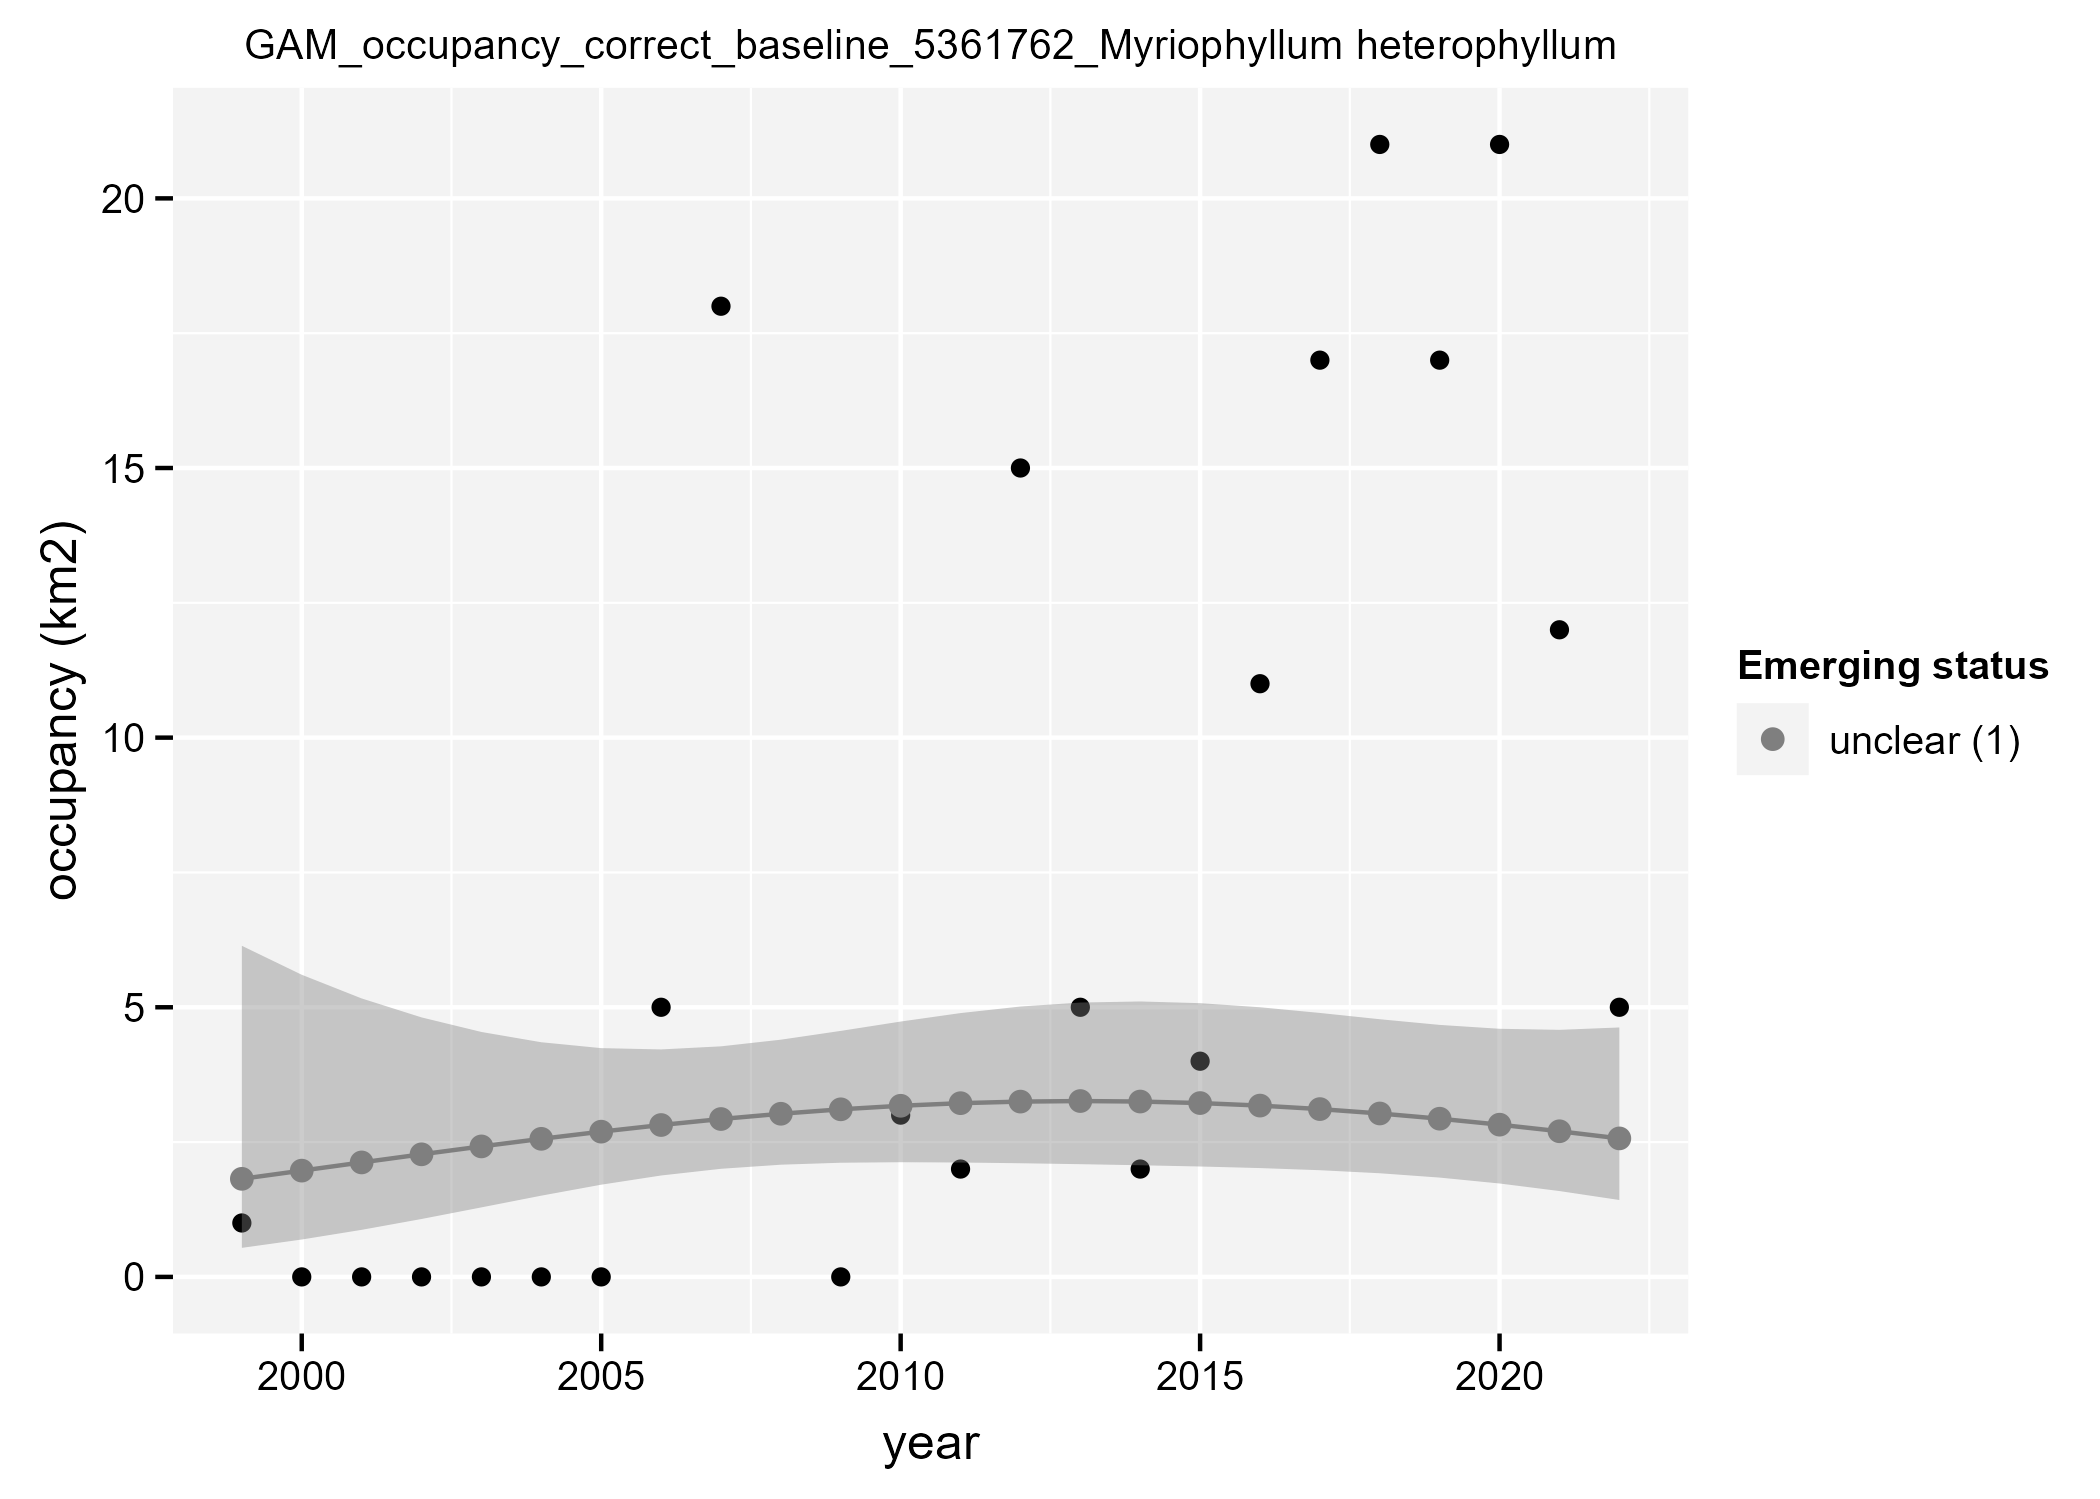 GAM_occupancy_correct_baseline_5361762_Myriophyllum heterophyllum
occupancy (km2)
20
15
10
5
0
2000 2005 2010 2015 2020
year
Emerging status
unclear (1)